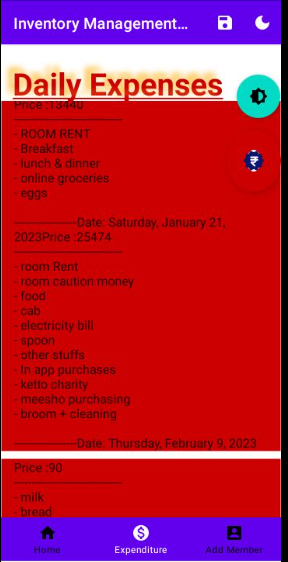 Inventory Management...
Daily Expenses
Price :13440
--------------------------------
- ROOM RENT
- Breakfast
- lunch & dinner
- online groceries
- eggs
------------------Date: Saturday, January 21,
2023Price :25474
--------------------------------
- room Rent
- room caution money
- food
- cab
- electricity bill
- spoon
- other stuffs
- In app purchases
- ketto charity
- meesho purchasing
- broom + cleaning
------------------Date: Thursday, February 9, 2023
Price :90
--------------------------------
- milk
- bread
Home
Expenditure
Add Member